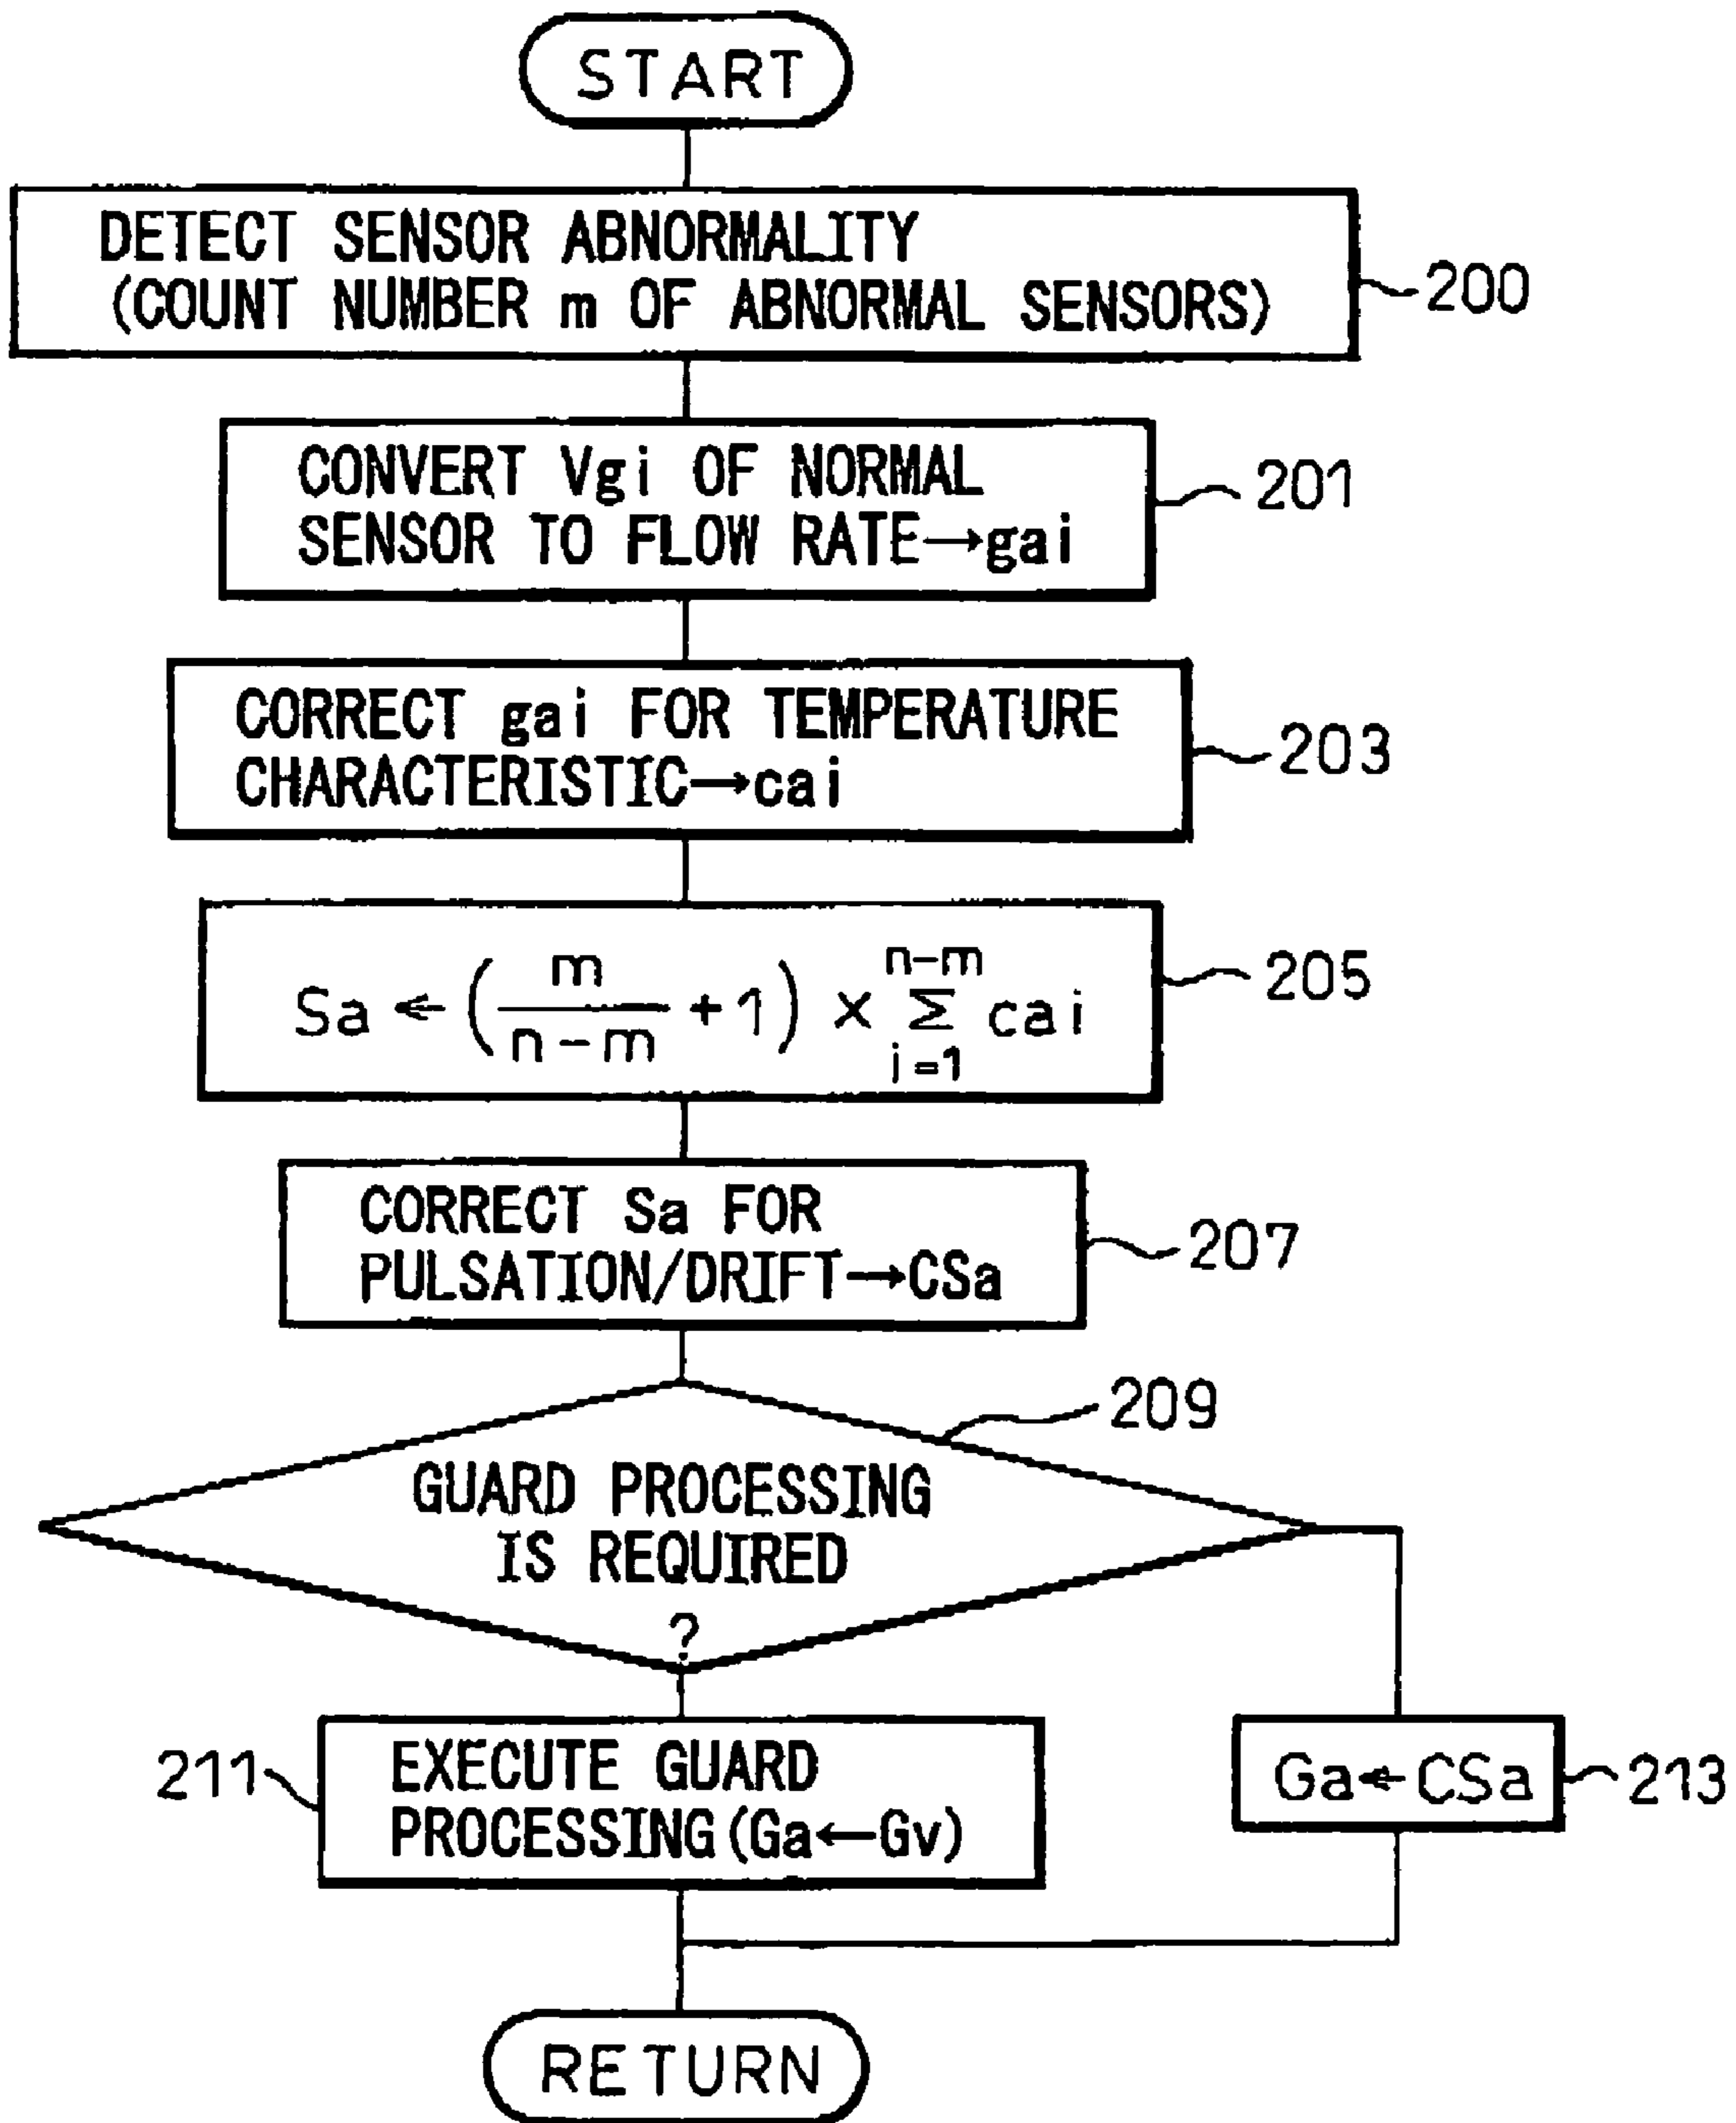 START
DETECT SENSOR ABNORMALITY
(COUNT NUMBER m OF ABNORMAL SENSORS)
200
CONVERT Vgi OF NORMAL
SENSOR TO FLOW RATE→gai
201
CORRECT gai FOR TEMPERATURE
CHARACTERISTIC→cai
203
Sa ← (m/n-m + 1) × n-m Σ i=1 cai
205
CORRECT Sa FOR
PULSATION/DRIFT→CSa
207
209
GUARD PROCESSING
IS REQUIRED
?
211
EXECUTE GUARD
PROCESSING(Ga←Gv)
Ga←CSa
213
RETURN